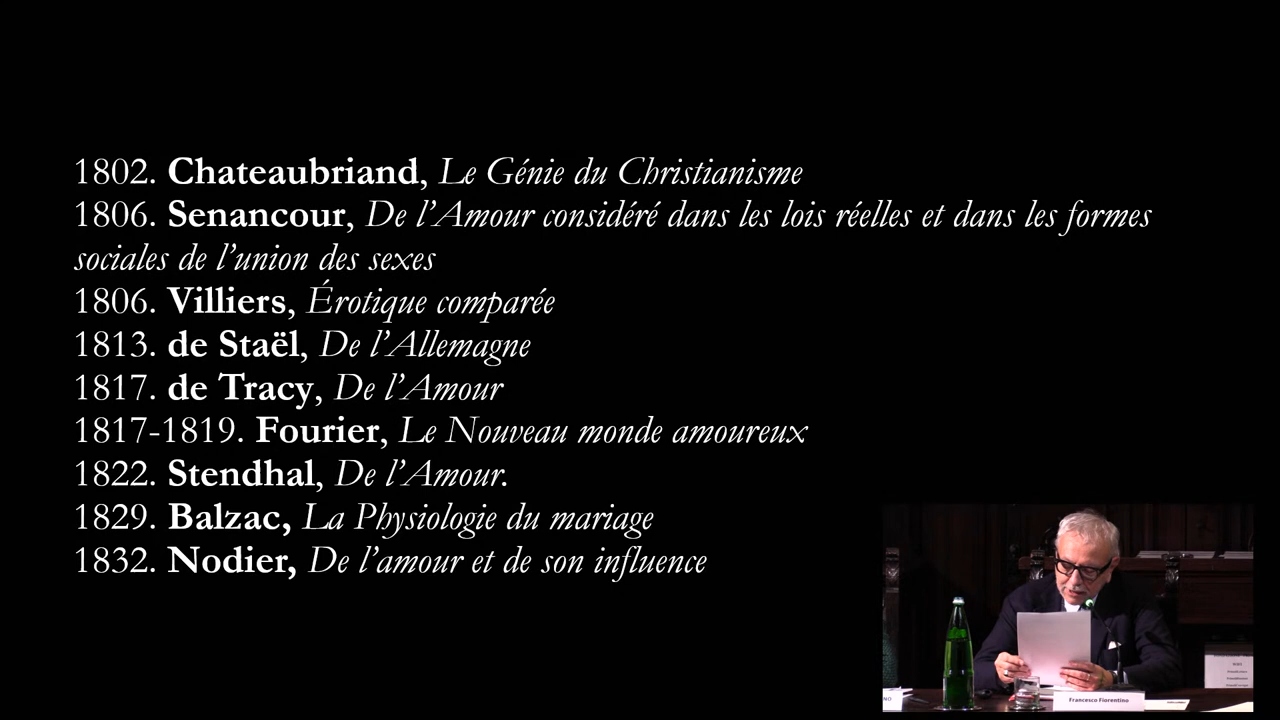 1802. Chateaubriand, Le Génie du Christianisme
1806. Senancour, De l’Amour considéré dans les lois réelles et dans les formes
sociales de l’union des sexes
1806. Villiers, Érotique comparée
1813. de Staël, De l’Allemagne
1817. de Tracy, De l’Amour
1817-1819. Fourier, Le Nouveau monde amoureux
1822. Stendhal, De l’Amour.
1829. Balzac, La Physiologie du mariage
1832. Nodier, De l’amour et de son influence
Francesco Fiorentino